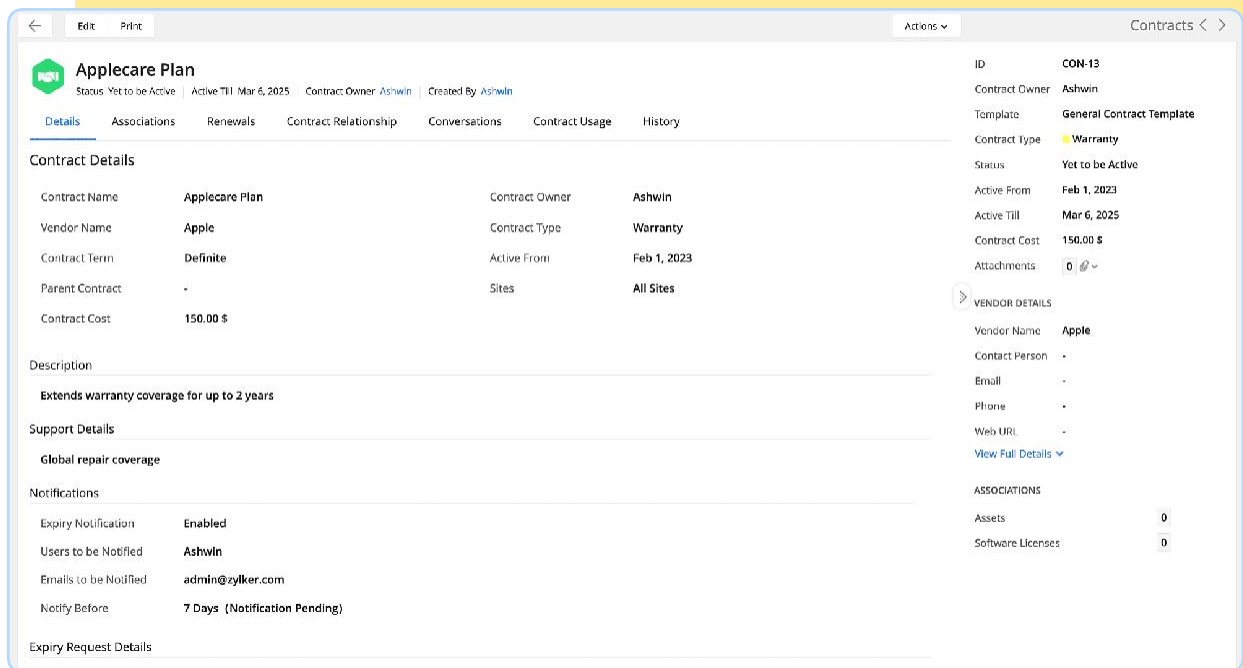 Edit Print Actions Contracts
Applecare Plan
Status Yet to be Active Active Till Mar 6, 2025 Contract Owner Ashwin Created By Ashwin
Details Associations Renewals Contract Relationship Conversations Contract Usage History
Contract Details
Contract Name Applecare Plan Contract Owner Ashwin
Vendor Name Apple Contract Type Warranty
Contract Term Definite Active From Feb 1, 2023
Parent Contract - Sites All Sites
Contract Cost 150.00 $
Description
Extends warranty coverage for up to 2 years
Support Details
Global repair coverage
Notifications
Expiry Notification Enabled
Users to be Notified Ashwin
Emails to be Notified admin@zylker.com
Notify Before 7 Days (Notification Pending)
Expiry Request Details
ID CON-13
Contract Owner Ashwin
Template General Contract Template
Contract Type Warranty
Status Yet to be Active
Active From Feb 1, 2023
Active Till Mar 6, 2025
Contract Cost 150.00 $
Attachments 0
VENDOR DETAILS
Vendor Name Apple
Contact Person -
Email -
Phone -
Web URL -
View Full Details
ASSOCIATIONS
Assets 0
Software Licenses 0